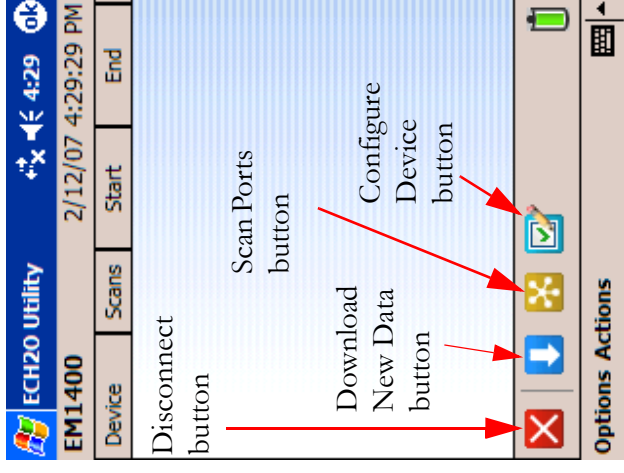 ECH2O Utility 4:29 ok
EM1400 2/12/07 4:29:29 PM
Device Scans Start End
Disconnect
button
Scan Ports
button
Download
New Data
button
Configure
Device
button
Options Actions